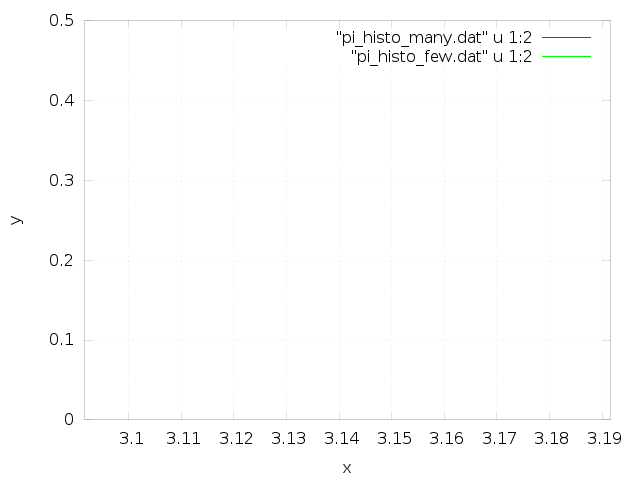 0.5
"pi_histo_many.dat" u 1:2
"pi_histo_few.dat" u 1:2
0.4
0.3
y
0.2
0.1
0
3.1 3.11 3.12 3.13 3.14 3.15 3.16 3.17 3.18 3.19
x